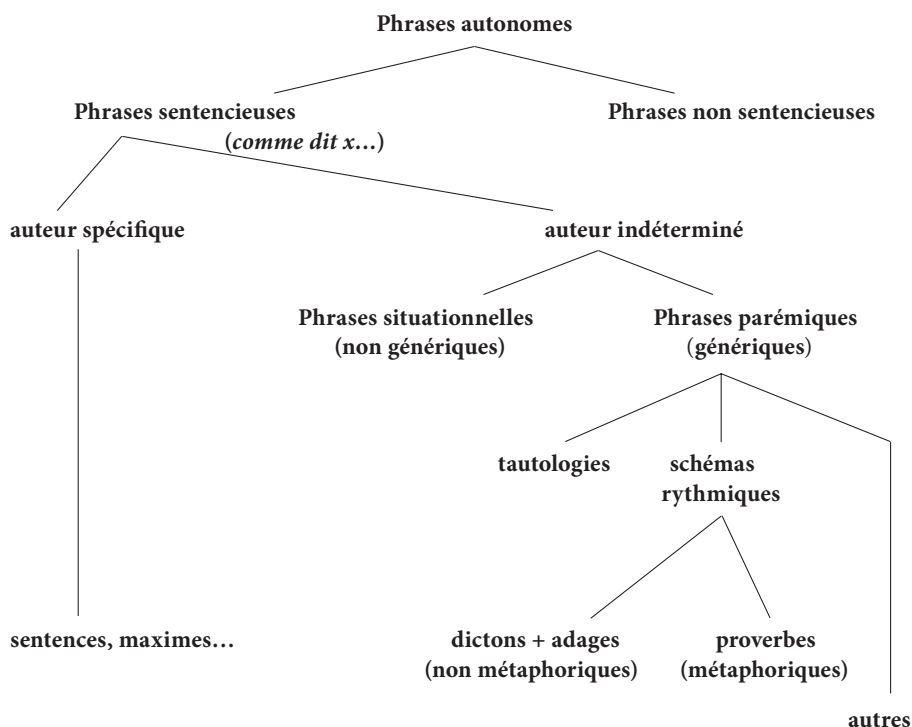 Phrases autonomes
Phrases sentencieuses
Phrases non sentencieuses
(comme dit x…)
auteur spécifique
auteur indéterminé
Phrases situationnelles
(non génériques)
Phrases parémiques
(génériques)
tautologies
schémas
rythmiques
sentences, maximes…
dictons + adages
(non métaphoriques)
proverbes
(métaphoriques)
autres